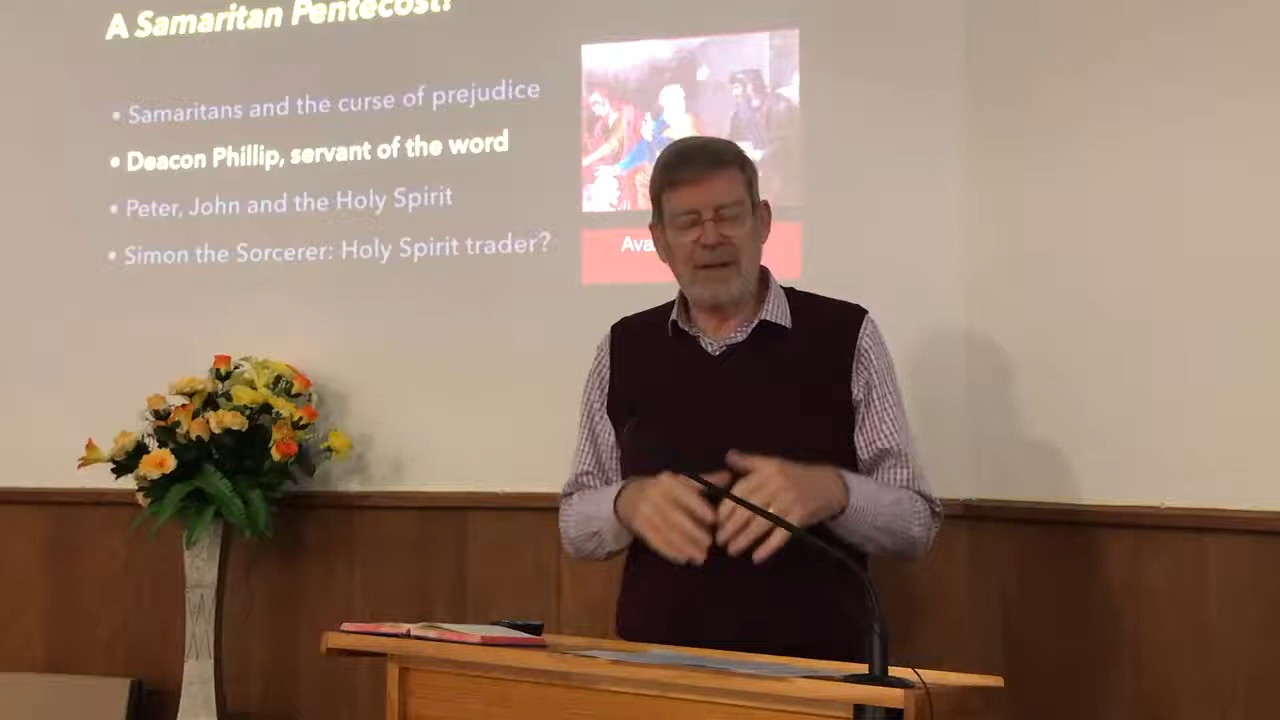 A Samaritan Pentecost?
• Samaritans and the curse of prejudice
• Deacon Phillip, servant of the word
• Peter, John and the Holy Spirit
• Simon the Sorcerer: Holy Spirit trader?